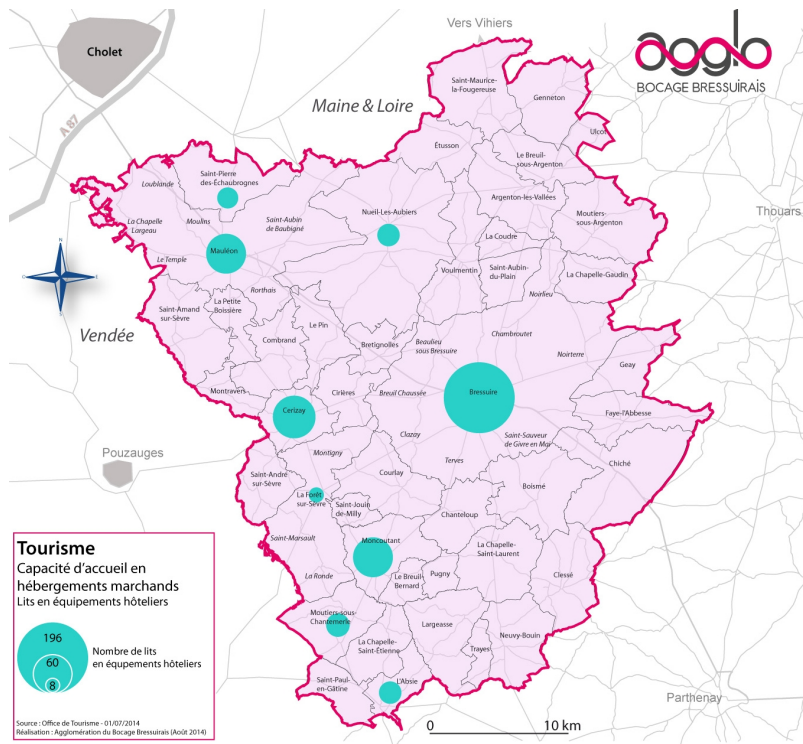 Vers Vihiers
agglo
BOCAGE BRESSUIRAIS
Cholet
A 87
Maine & Loire
Saint-Maurice-
la-Fougereuse
Genneton
Ulcot
Étusson
Le Breuil-
sous-Argenton
Saint-Pierre
des-Échaubrognes
Loublande
Argenton-les-Vallées
Thouars
Nueil-Les-Aubiers
Moutiers-
sous-Argenton
La Chapelle
Largeau
Moulins
Saint-Aubin
de Baubigné
La Coudre
Mauléon
Le Temple
Voulmentin
Saint-Aubin-
du-Plain
La Chapelle-Gaudin
N
O
E
S
Rorthais
Noirlieu
Saint-Amand
sur-Sèvre
La Petite
Boissière
Le Pin
Vendée
Combrand
Bretignolles
Beaulieu
sous Bressuire
Chambroutet
Noirterre
Geay
Montravers
Cirières
Breuil Chaussée
Bressuire
Cerizay
Faye-l'Abbesse
Clazay
Saint-Sauveur
de Givre en Mai
Pouzauges
Montigny
Terves
Chiché
Saint-André
sur-Sèvre
Courlay
Boismé
La Forêt
sur-Sèvre
Saint-Jouin
de-Milly
Chanteloup
Saint-Marsault
Moncoutant
La Chapelle-
Saint-Laurent
La Ronde
Le Breuil-
Bernard
Pugny
Clessé
Moutiers-sous-
Chantemerle
Largeasse
La Chapelle-
Saint-Étienne
Neuvy-Bouin
Trayes
Saint-Paul-
en-Gâtine
L'Absie
Parthenay
0
10 km
Tourisme
Capacité d'accueil en
hébergements marchands
Lits en équipements hôteliers
196
60
8
Nombre de lits
en équpements hôteliers
Source : Office de Tourisme - 01/07/2014
Réalisation : Agglomération du Bocage Bressuirais (Août 2014)